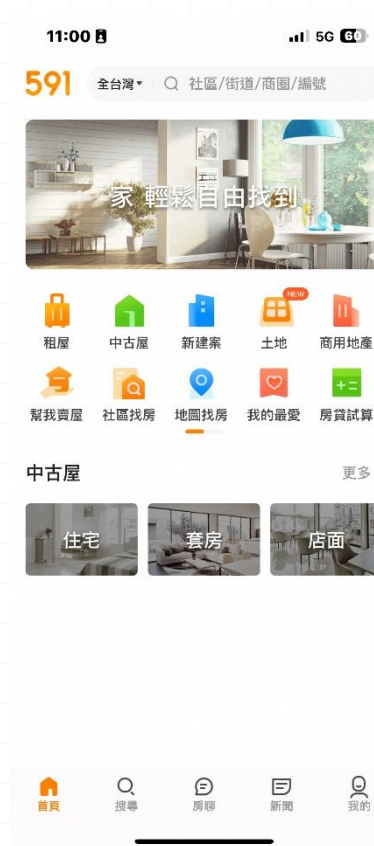 11:00
5G 60
591 全台灣 社區/街道/商圈/編號
家 輕鬆自由找到
NEW
租屋 中古屋 新建案 土地 商用地產
幫我賣屋 社區找房 地圖找房 我的最愛 房貸試算
中古屋 更多
住宅 套房 店面
首頁 搜尋 房聊 新聞 我的